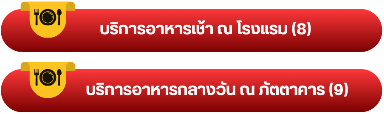 บริการอาหารเช้า ณ โรงแรม (8)
บริการอาหารกลางวัน ณ ภัตตาคาร (9)